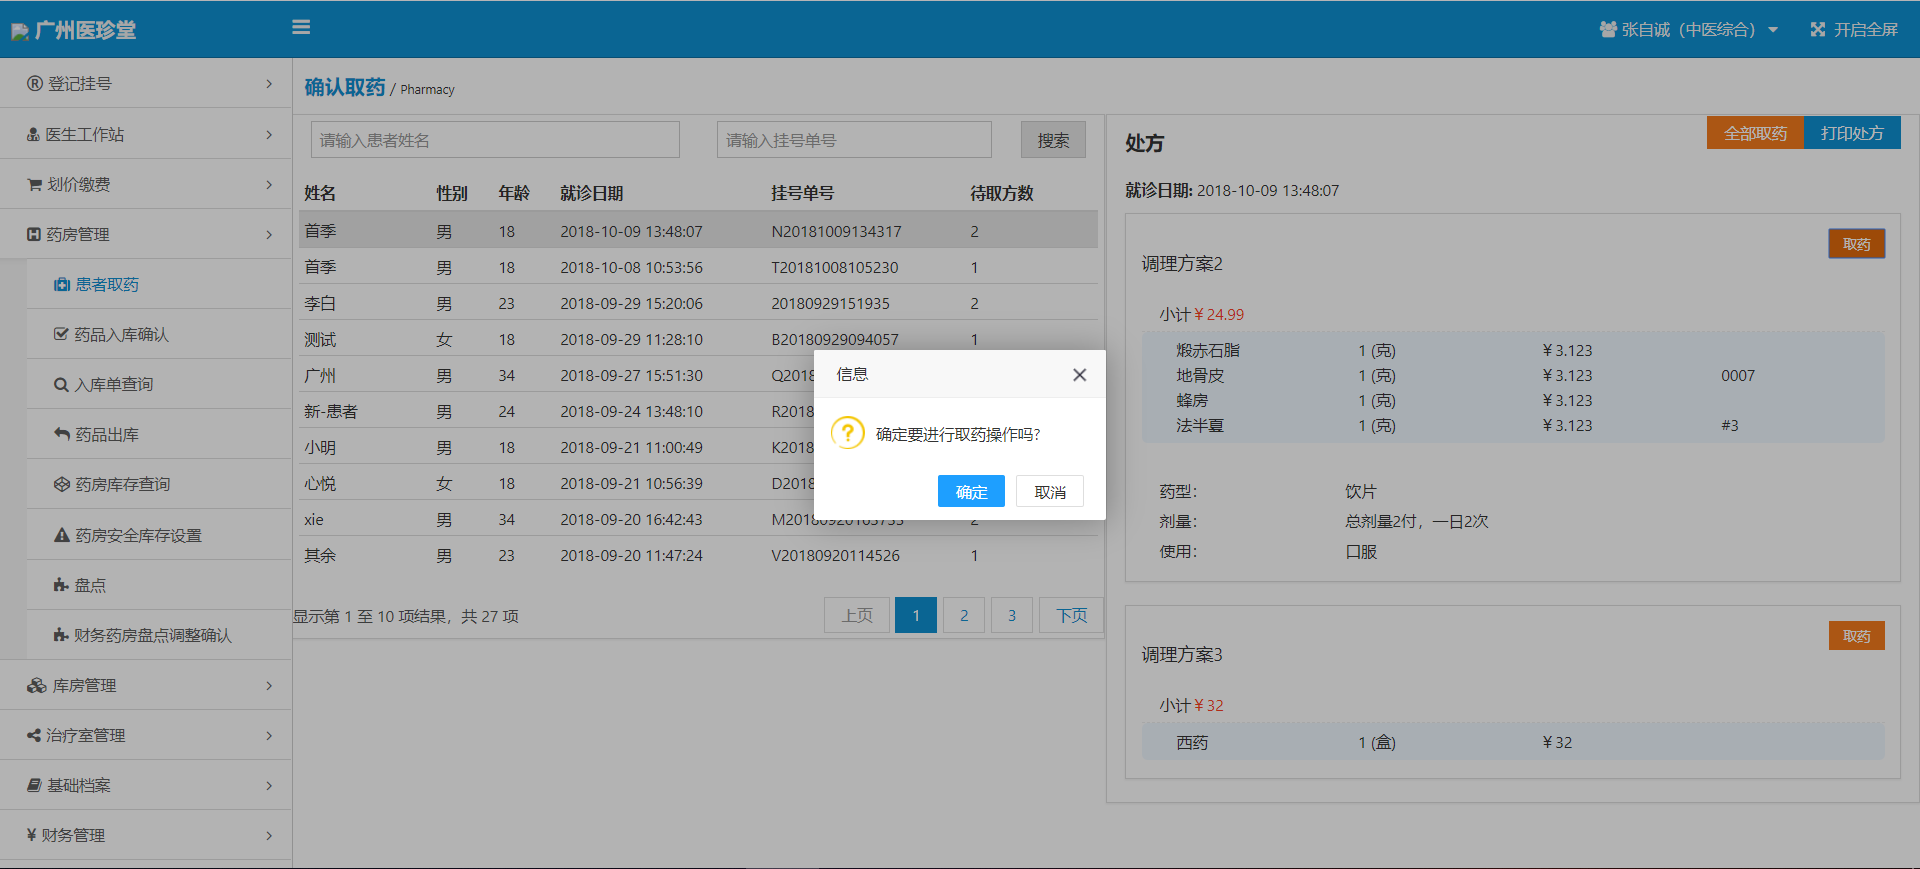 广州医珍堂
张自诚（中医综合）
开启全屏
登记挂号
医生工作站
划价缴费
药房管理
患者取药
药品入库确认
入库单查询
药品出库
药房库存查询
药房安全库存设置
盘点
财务药房盘点调整确认
库房管理
治疗室管理
基础档案
¥ 财务管理
确认取药 / Pharmacy
请输入患者姓名 请输入挂号单号 搜索
姓名 性别 年龄 就诊日期 挂号单号 待取方数
首季 男 18 2018-10-09 13:48:07 N20181009134317 2
首季 男 18 2018-10-08 10:53:56 T20181008105230 1
李白 男 23 2018-09-29 15:20:06 20180929151935 2
测试 女 18 2018-09-29 11:28:10 B20180929094057 1
广州 男 34 2018-09-27 15:51:30 Q2018
新-患者 男 24 2018-09-24 13:48:10 R2018
小明 男 18 2018-09-21 11:00:49 K2018
心悦 女 18 2018-09-21 10:56:39 D2018
xie 男 34 2018-09-20 16:42:43
其余 男 23 2018-09-20 11:47:24 V20180920114526 1
显示第 1 至 10 项结果，共 27 项
上页 1 2 3 下页
信息
确定要进行取药操作吗?
确定 取消
处方
全部取药 打印处方
就诊日期: 2018-10-09 13:48:07
取药
调理方案2
小计￥24.99
煅赤石脂 1 (克) ￥3.123
地骨皮 1 (克) ￥3.123 0007
蜂房 1 (克) ￥3.123
法半夏 1 (克) ￥3.123 #3
药型： 饮片
剂量： 总剂量2付，一日2次
使用： 口服
取药
调理方案3
小计￥32
西药 1 (盒) ￥32